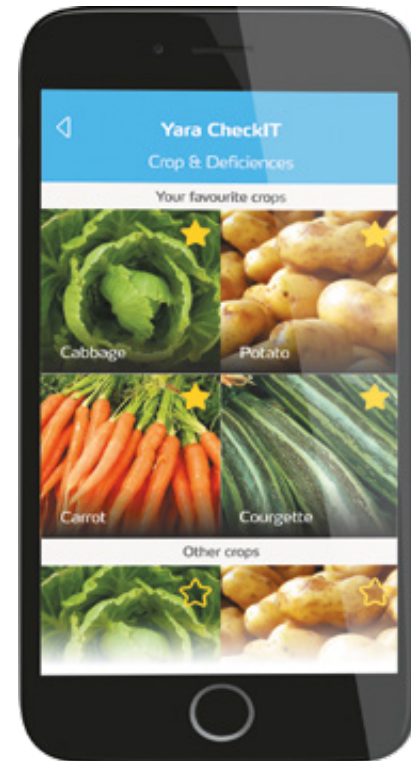 Yara CheckIT
Crop & Deficiences
Your favourite crops
Cabbage
Potato
Carrot
Courgette
Other crops